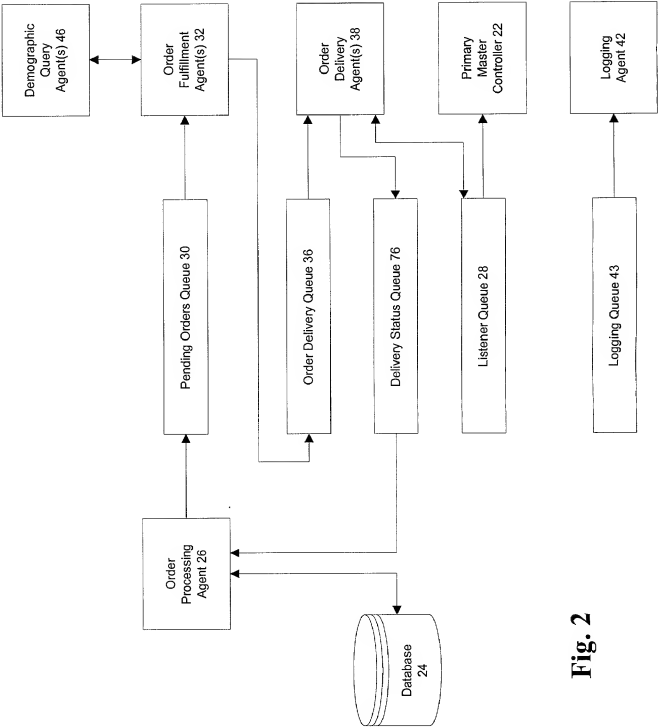 Demographic
Query
Agent(s) 46
Order
Fulfillment
Agent(s) 32
Order
Delivery
Agent(s) 38
Primary
Master
Controller 22
Logging
Agent 42
Pending Orders Queue 30
Order Delivery Queue 36
Delivery Status Queue 76
Listener Queue 28
Logging Queue 43
Order
Processing
Agent 26
Database
24
Fig. 2